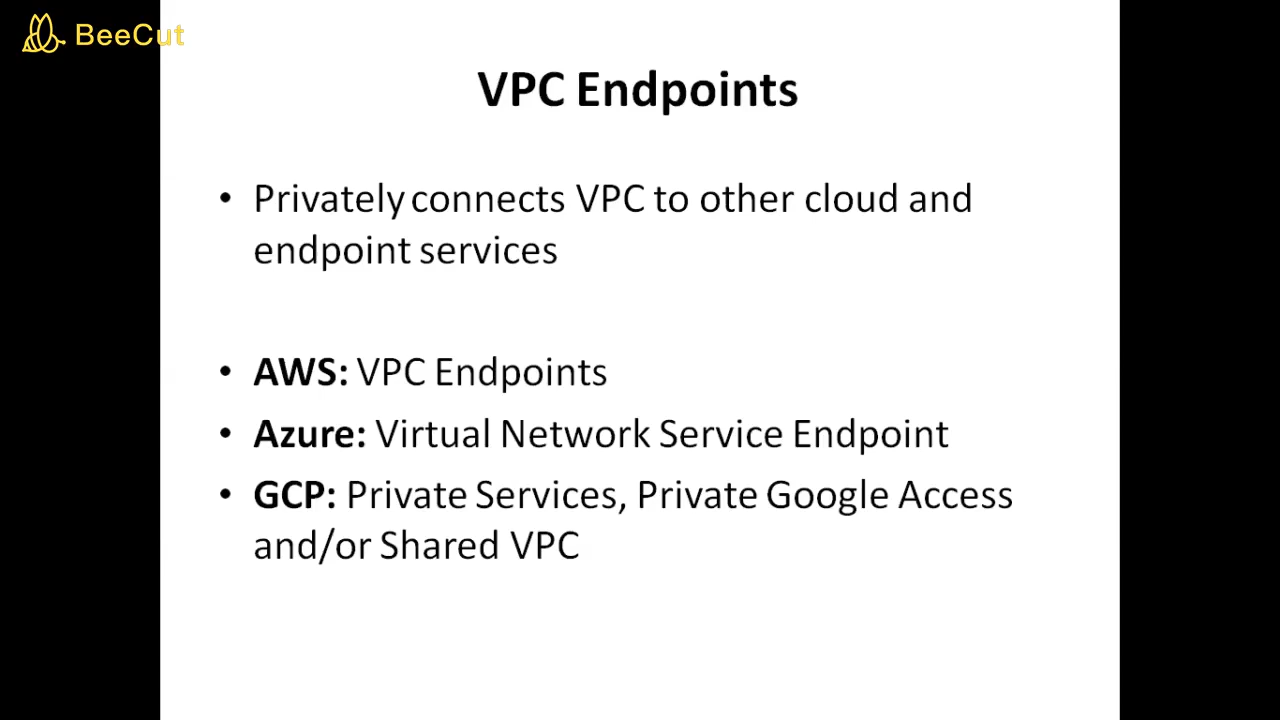 BeeCut
VPC Endpoints
• Privately connects VPC to other cloud and
endpoint services
• AWS: VPC Endpoints
• Azure: Virtual Network Service Endpoint
• GCP: Private Services, Private Google Access
and/or Shared VPC